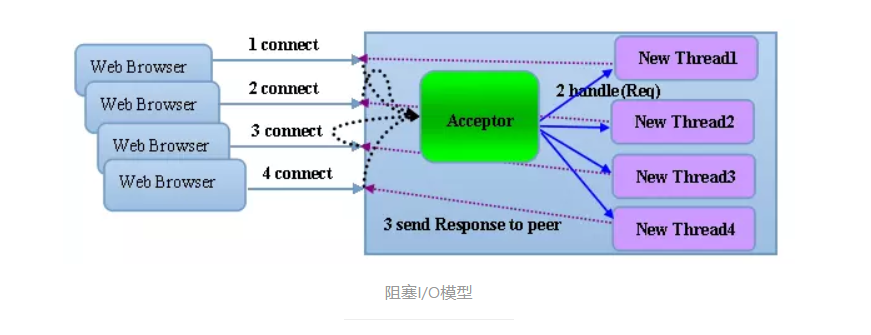 1 connect
Web Browser
2 connect
Web Browser
3 connect
Web Browser
4 connect
Web Browser
Acceptor
2 handle(Req)
New Thread1
New Thread2
New Thread3
New Thread4
3 send Response to peer
阻塞I/O模型